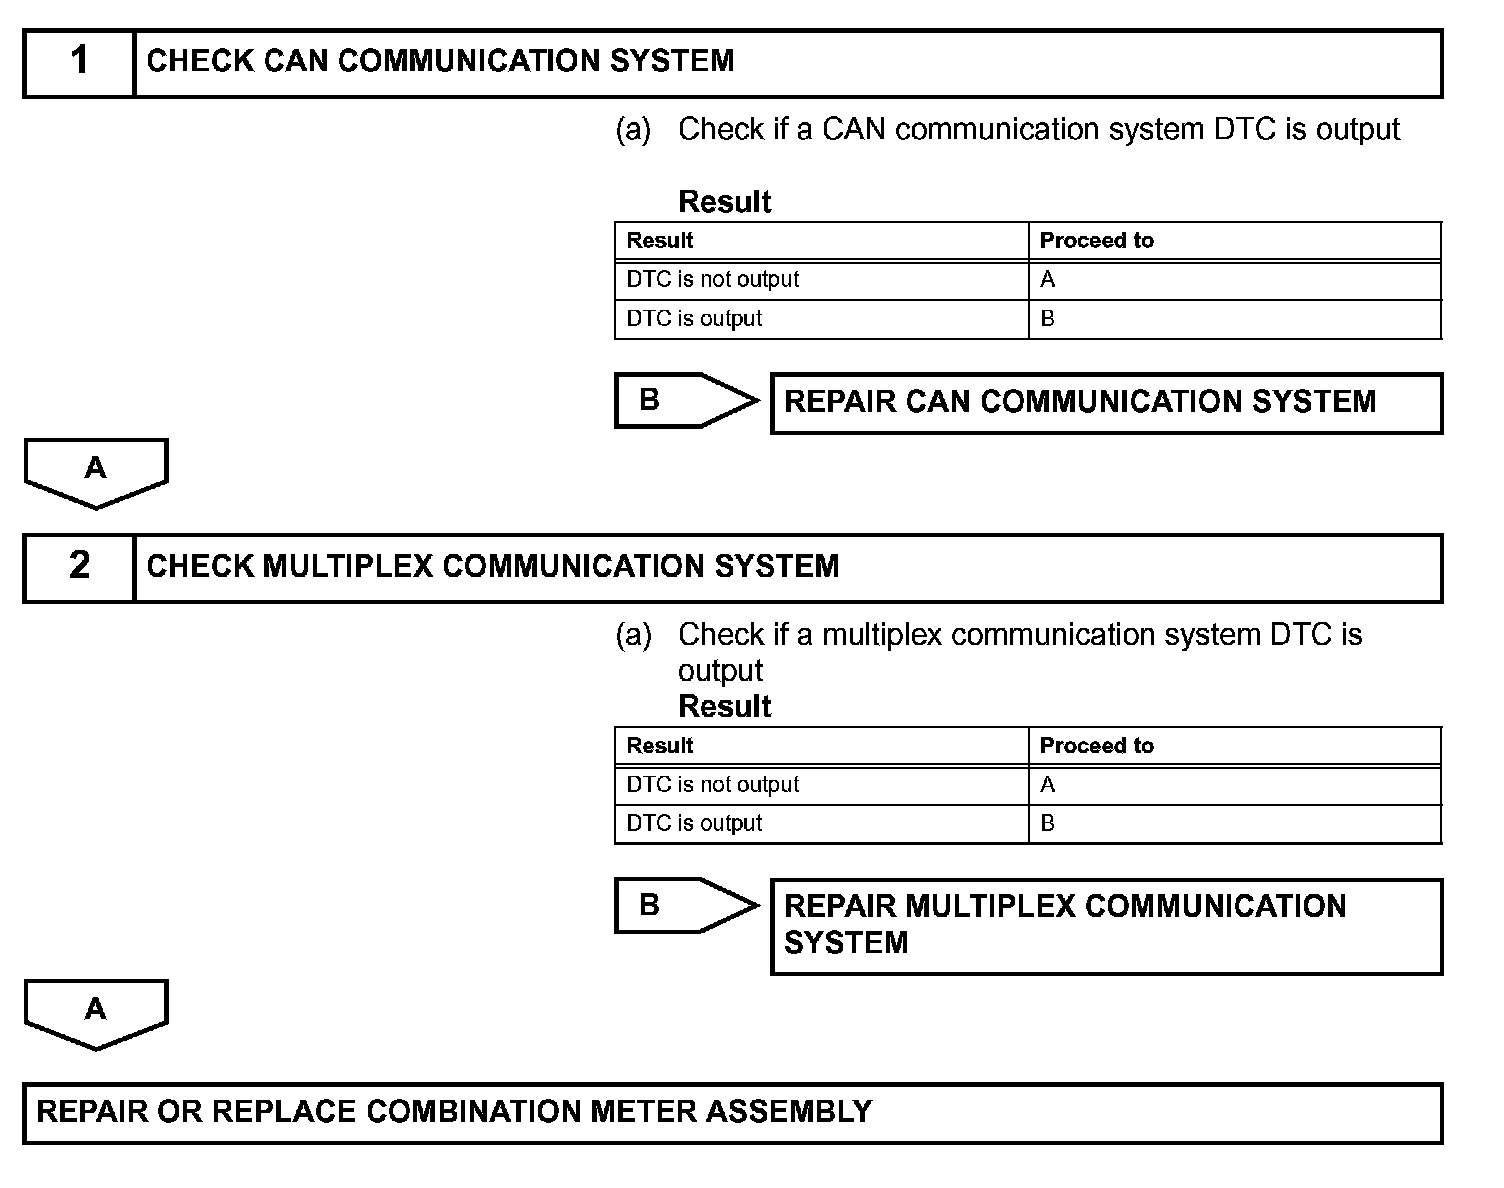 1 CHECK CAN COMMUNICATION SYSTEM
(a) Check if a CAN communication system DTC is output
Result
Result Proceed to
DTC is not output A
DTC is output B
B REPAIR CAN COMMUNICATION SYSTEM
A
2 CHECK MULTIPLEX COMMUNICATION SYSTEM
(a) Check if a multiplex communication system DTC is
output
Result
Result Proceed to
DTC is not output A
DTC is output B
B REPAIR MULTIPLEX COMMUNICATION
SYSTEM
A
REPAIR OR REPLACE COMBINATION METER ASSEMBLY